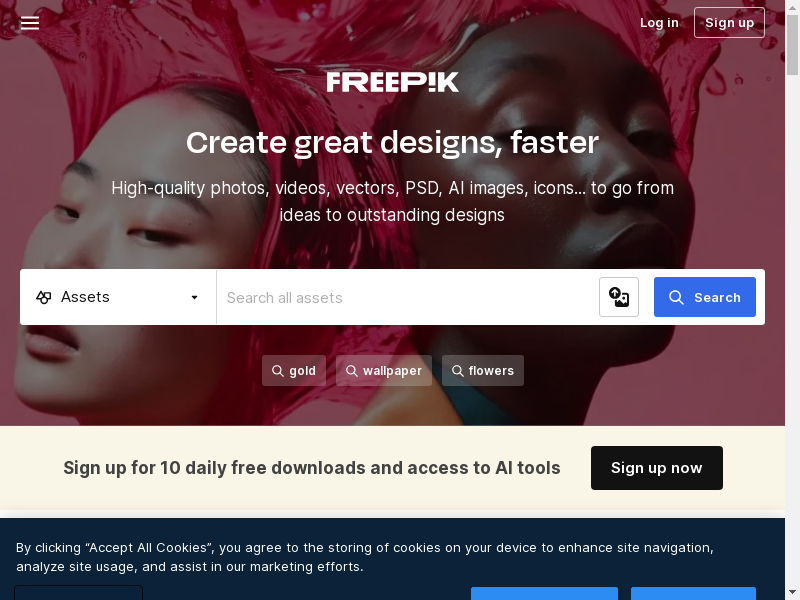 Log in
Sign up
FREEPIK
Create great designs, faster
High-quality photos, videos, vectors, PSD, AI images, icons... to go from
ideas to outstanding designs
Assets
Search all assets
Search
gold
wallpaper
flowers
Sign up for 10 daily free downloads and access to AI tools
Sign up now
By clicking “Accept All Cookies”, you agree to the storing of cookies on your device to enhance site navigation,
analyze site usage, and assist in our marketing efforts.